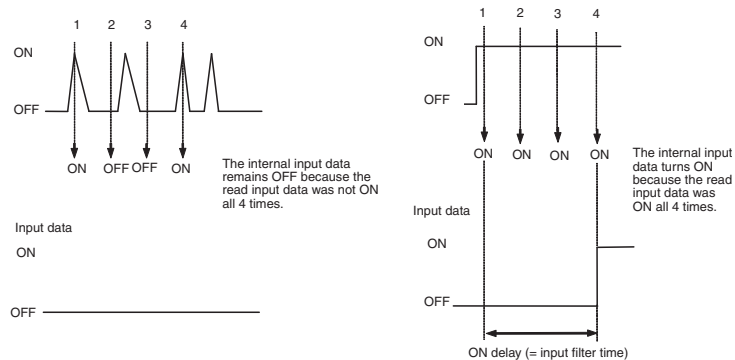 1 2 3 4
ON
OFF
ON OFF OFF ON
The internal input data
remains OFF because the
read input data was not ON
all 4 times.
Input data
ON
OFF
1 2 3 4
ON
OFF
ON ON ON ON
The internal input
data turns ON
because the read
input data was
ON all 4 times.
Input data
ON
OFF
ON delay (= input filter time)